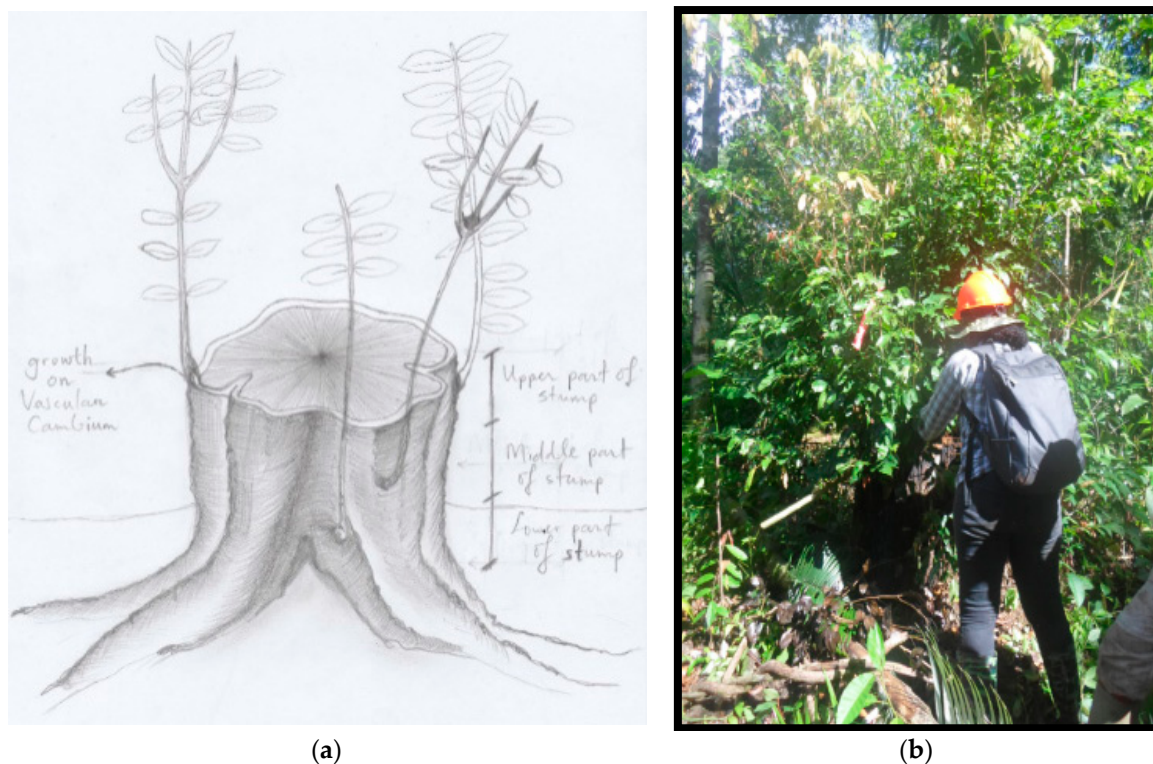 growth
on
Vascular
Cambium
Upper part of
stump
Middle part
of stump
Lower part
of stump
(a)
(b)